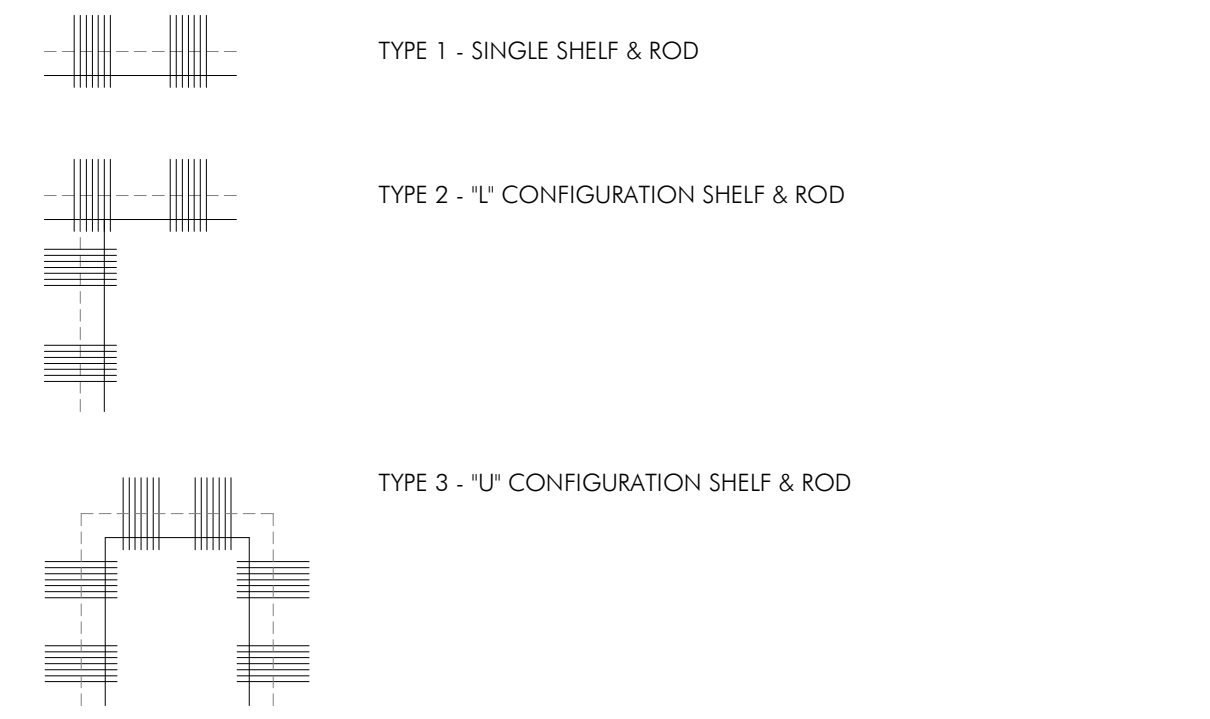 TYPE 1 - SINGLE SHELF & ROD
TYPE 2 - "L" CONFIGURATION SHELF & ROD
TYPE 3 - "U" CONFIGURATION SHELF & ROD